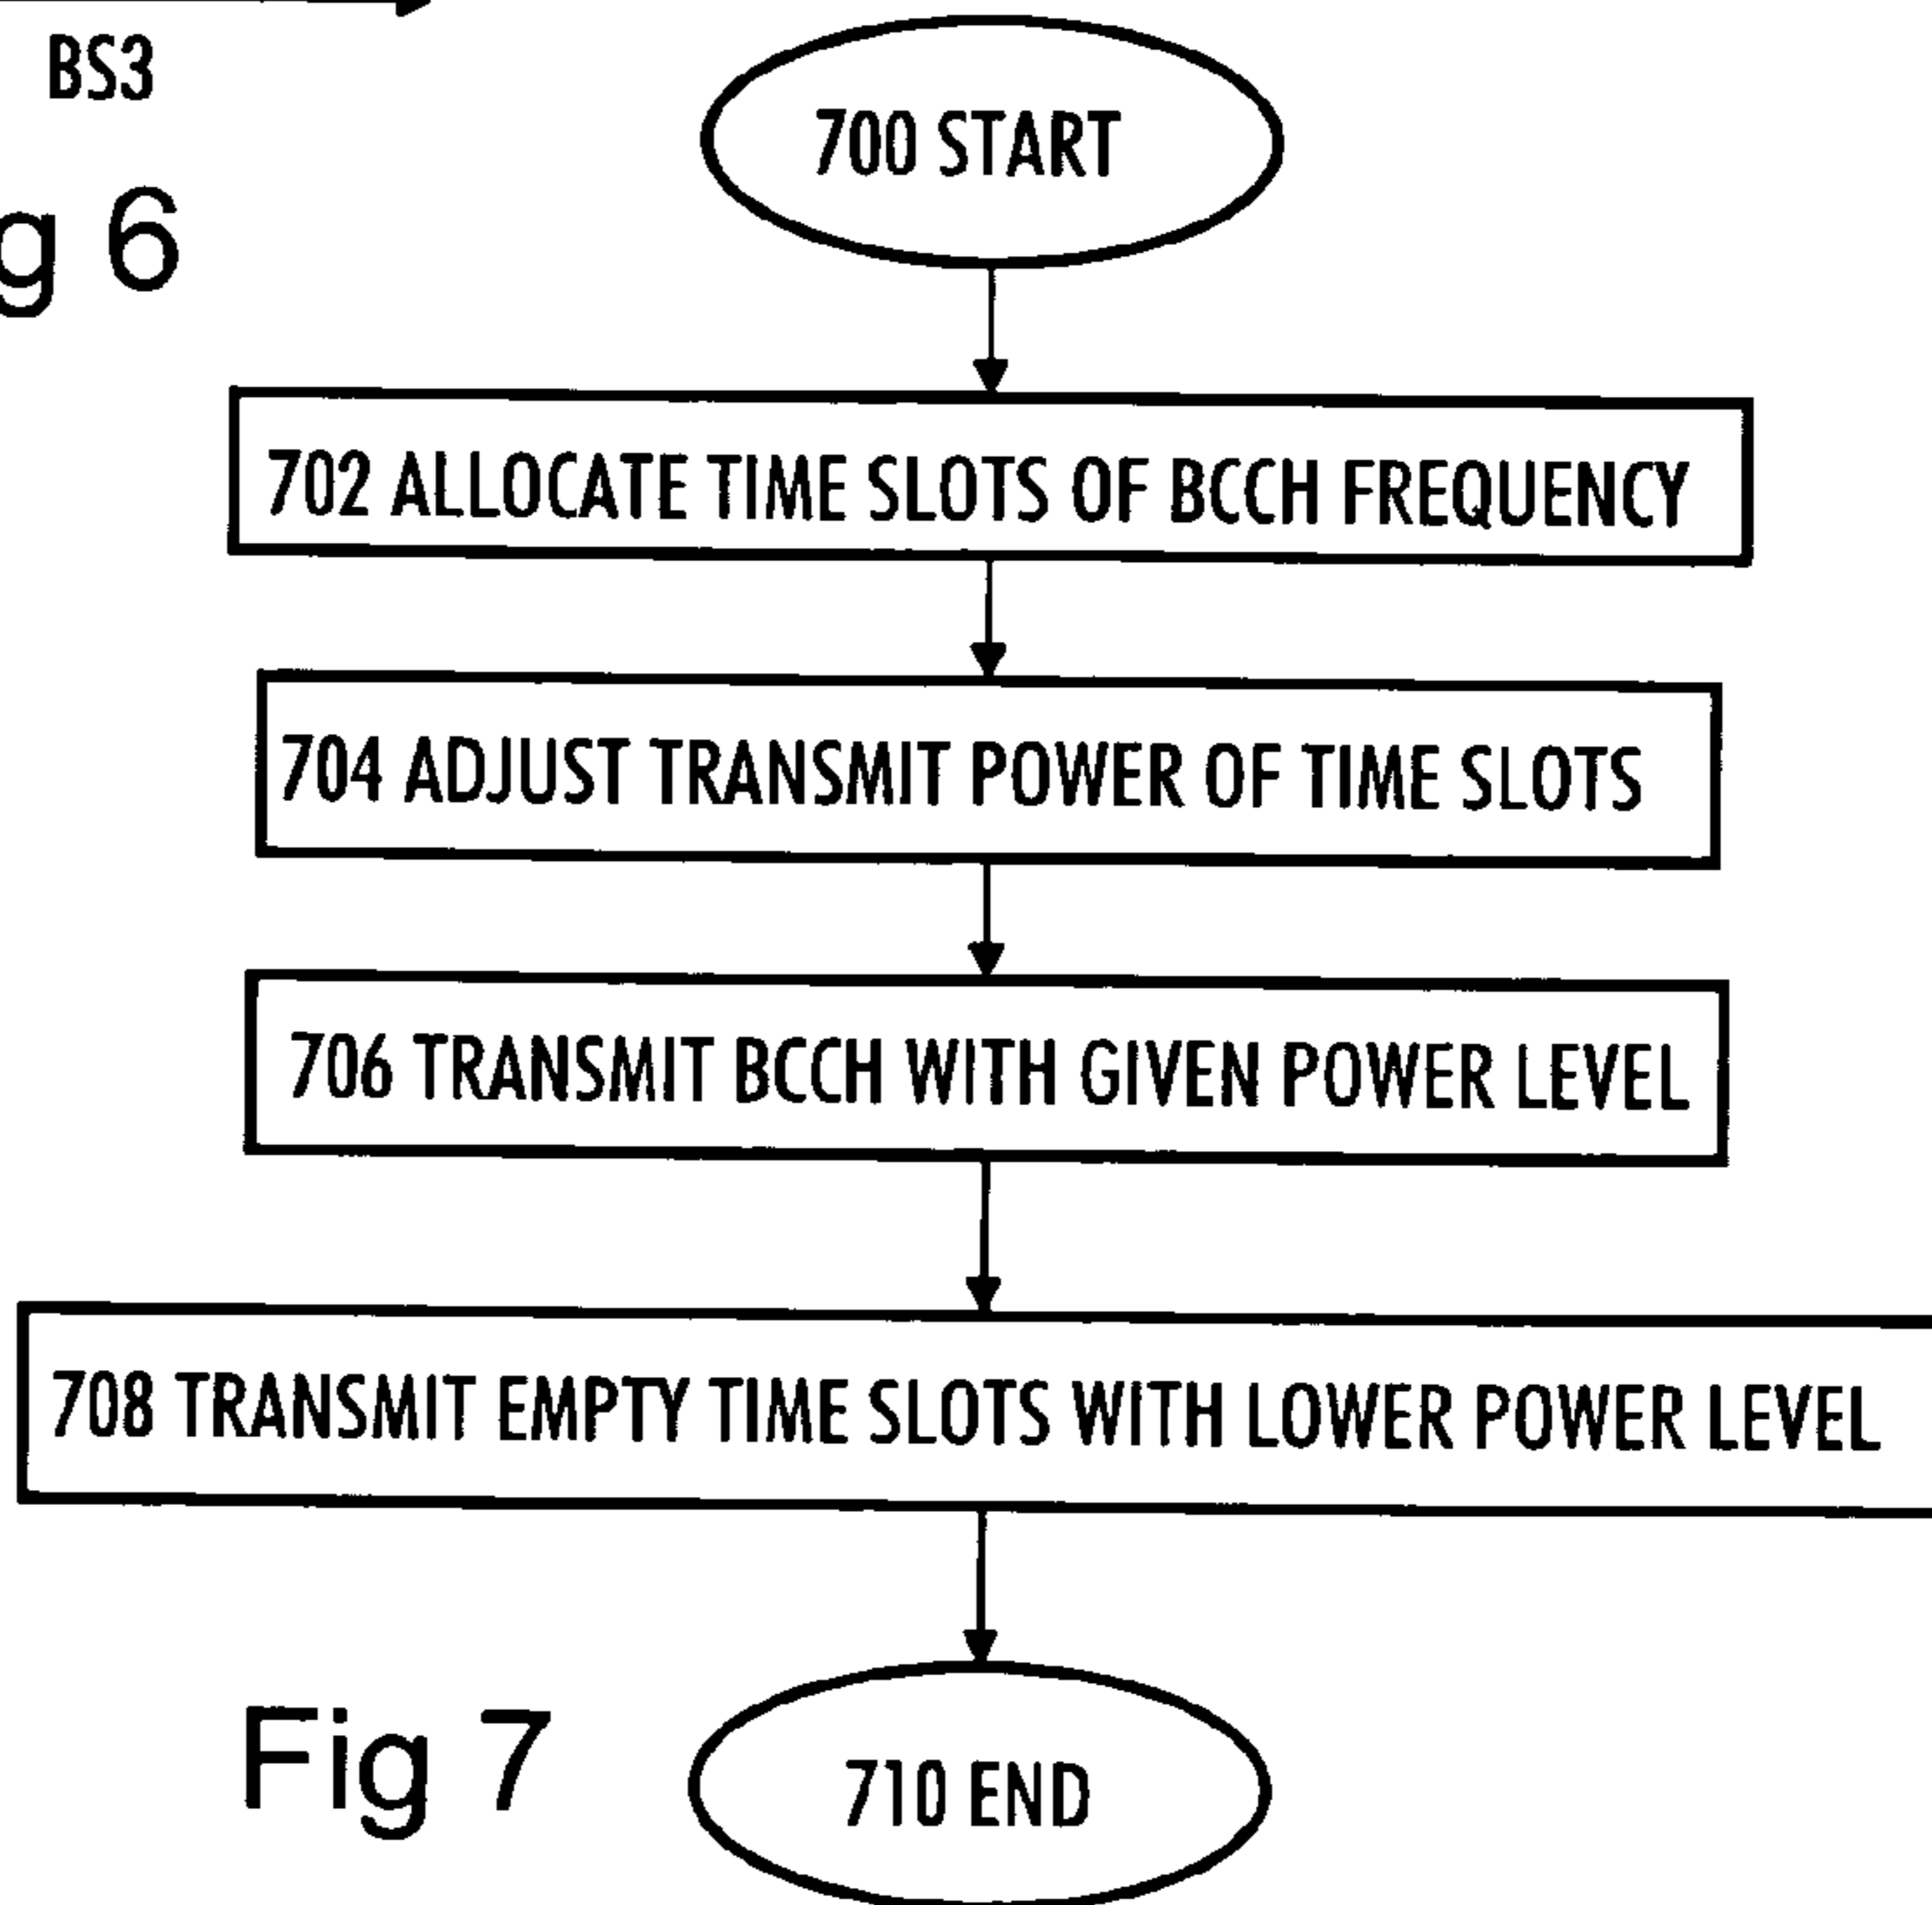 BS3
g 6
700 START
702 ALLOCATE TIME SLOTS OF BCCH FREQUENCY
704 ADJUST TRANSMIT POWER OF TIME SLOTS
706 TRANSMIT BCCH WITH GIVEN POWER LEVEL
708 TRANSMIT EMPTY TIME SLOTS WITH LOWER POWER LEVEL
710 END
Fig 7